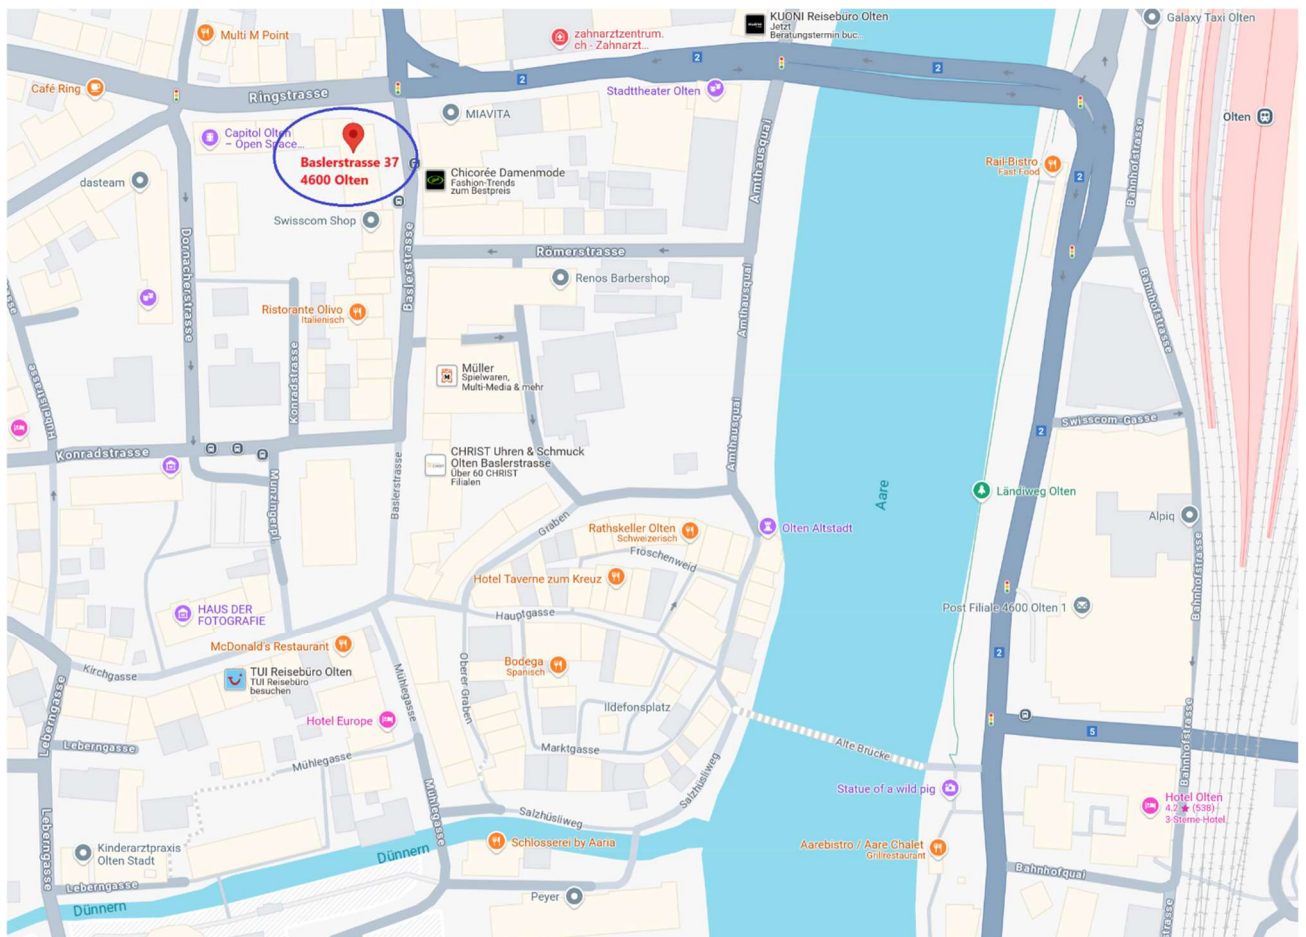 KUONI Reisebüro Olten
Jetzt
Beratungstermin buc...
Galaxy Taxi Olten
Multi M Point
zahnarztzentrum.
ch - Zahnarzt...
2
2
2
Café Ring
Ringstrasse
Stadttheater Olten
MIAVITA
Olten
Capitol Olten
– Open Space...
Baslerstrasse 37
4600 Olten
Amthausquai
Bahnhofstrasse
Rail-Bistro
Fast Food
2
dasteam
Chicorée Damenmode
Fashion-Trends
zum Bestpreis
Swisscom Shop
Dornacherstrasse
Baslerstrasse
Römerstrasse
Renos Barbershop
Amthausquai
Bahnhofstrasse
Ristorante Olivo
Italienisch
Konradstrasse
Müller
Spielwaren,
Multi-Media & mehr
Hübelistrasse
Amthausquai
Swisscom-Gasse
2
Konradstrasse
CHRIST Uhren & Schmuck
Olten Baslerstrasse
Über 60 CHRIST
Filialen
Baslerstrasse
Munzingerpl.
Aare
Ländiweg Olten
Graben
Rathskeller Olten
Schweizerisch
Olten Altstadt
Alpiq
Fröschenweid
Hotel Taverne zum Kreuz
Bahnhofstrasse
Post Filiale 4600 Olten 1
HAUS DER
FOTOGRAFIE
Hauptgasse
McDonald's Restaurant
2
Kirchgasse
TUI Reisebüro Olten
TUI Reisebüro
besuchen
Mühlegasse
Oberer Graben
Bodega
Spanisch
Leberngasse
Hotel Europe
Ildefonsplatz
Leberngasse
Marktgasse
Alte Brücke
5
Mühlegasse
Bahnhofstrasse
Mühlegasse
Salzhüsliweg
Statue of a wild pig
Hotel Olten
4.2 ★ (538)
3-Sterne-Hotel
Leberngasse
Salzhüsliweg
Kinderarztpraxis
Olten Stadt
Dünnern
Schlosserei by Aaria
Aarebistro / Aare Chalet
Grillrestaurant
Bahnhofquai
Leberngasse
Peyer
Dünnern